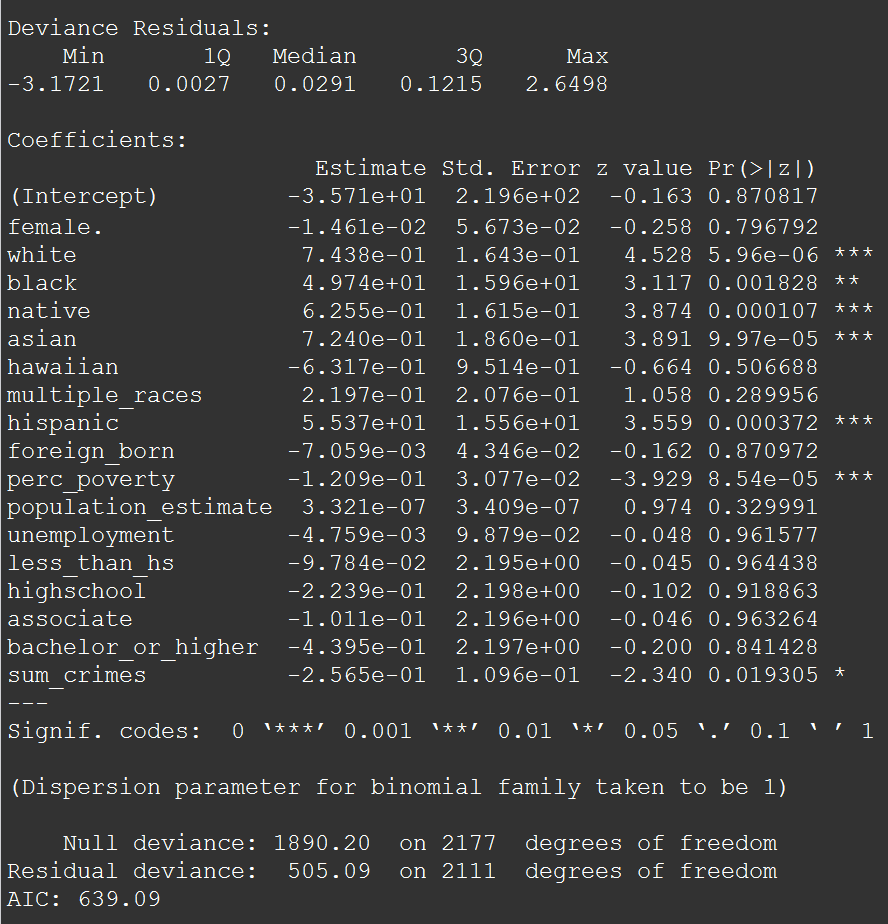 Deviance Residuals:
    Min       1Q   Median       3Q      Max
-3.1721   0.0027   0.0291   0.1215   2.6498
Coefficients:
                    Estimate Std. Error z value Pr(>|z|)
(Intercept)        -3.571e+01  2.196e+02  -0.163 0.870817
female.            -1.461e-02  5.673e-02  -0.258 0.796792
white               7.438e-01  1.643e-01   4.528 5.96e-06 ***
black               4.974e+01  1.596e+01   3.117 0.001828 **
native              6.255e-01  1.615e-01   3.874 0.000107 ***
asian               7.240e-01  1.860e-01   3.891 9.97e-05 ***
hawaiian           -6.317e-01  9.514e-01  -0.664 0.506688
multiple_races      2.197e-01  2.076e-01   1.058 0.289956
hispanic            5.537e+01  1.556e+01   3.559 0.000372 ***
foreign_born       -7.059e-03  4.346e-02  -0.162 0.870972
perc_poverty       -1.209e-01  3.077e-02  -3.929 8.54e-05 ***
population_estimate  3.321e-07  3.409e-07   0.974 0.329991
unemployment       -4.759e-03  9.879e-02  -0.048 0.961577
less_than_hs       -9.784e-02  2.195e+00  -0.045 0.964438
highschool         -2.239e-01  2.198e+00  -0.102 0.918863
associate          -1.011e-01  2.196e+00  -0.046 0.963264
bachelor_or_higher -4.395e-01  2.197e+00  -0.200 0.841428
sum_crimes         -2.565e-01  1.096e-01  -2.340 0.019305 *
---
Signif. codes:  0 ‘***’ 0.001 ‘**’ 0.01 ‘*’ 0.05 ‘.’ 0.1 ‘ ’ 1
(Dispersion parameter for binomial family taken to be 1)
    Null deviance: 1890.20  on 2177  degrees of freedom
Residual deviance:  505.09  on 2111  degrees of freedom
AIC: 639.09